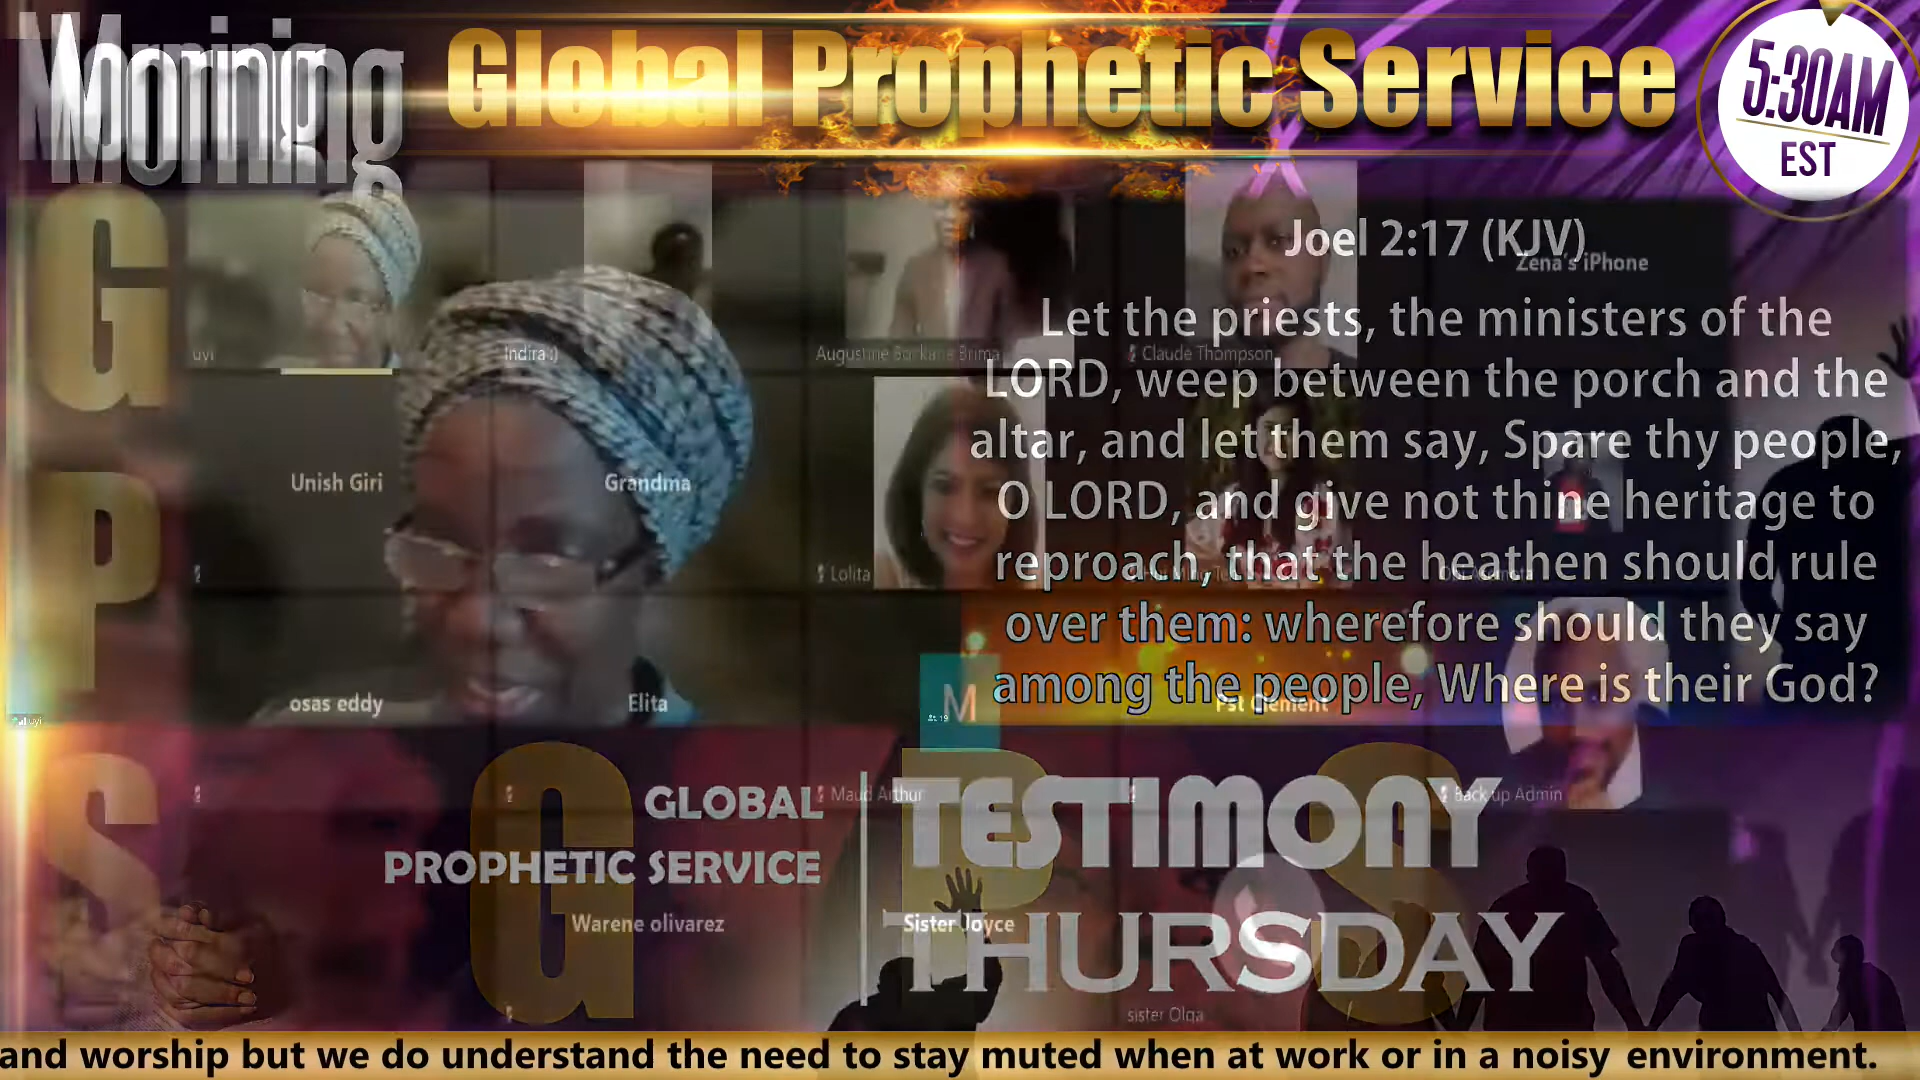 Morning
Global Prophetic Service
5:30AM
EST
G
P
S
Joel 2:17 (KJV)
Zena's iPhone
uyi
Indira :)
Augustine Bockarie Brima
Claude Thompson
Let the priests, the ministers of the
LORD, weep between the porch and the
altar, and let them say, Spare thy people,
O LORD, and give not thine heritage to
reproach, that the heathen should rule
over them: wherefore should they say
among the people, Where is their God?
Unish Giri
Grandma
Lolita
osas eddy
Elita
M
Pst Clement
uyi
19
Maud Arthur
Back up Admin
G P S
GLOBAL
PROPHETIC SERVICE
TESTIMONY
THURSDAY
Warene olivarez
Sister Joyce
sister Olga
and worship but we do understand the need to stay muted when at work or in a noisy environment.